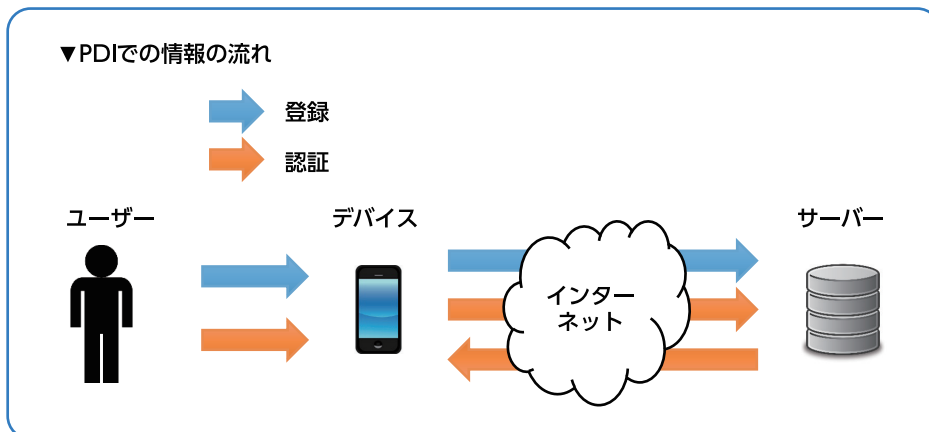 ▼PDIでの情報の流れ
登録
認証
ユーザー
デバイス
サーバー
インター
ネット